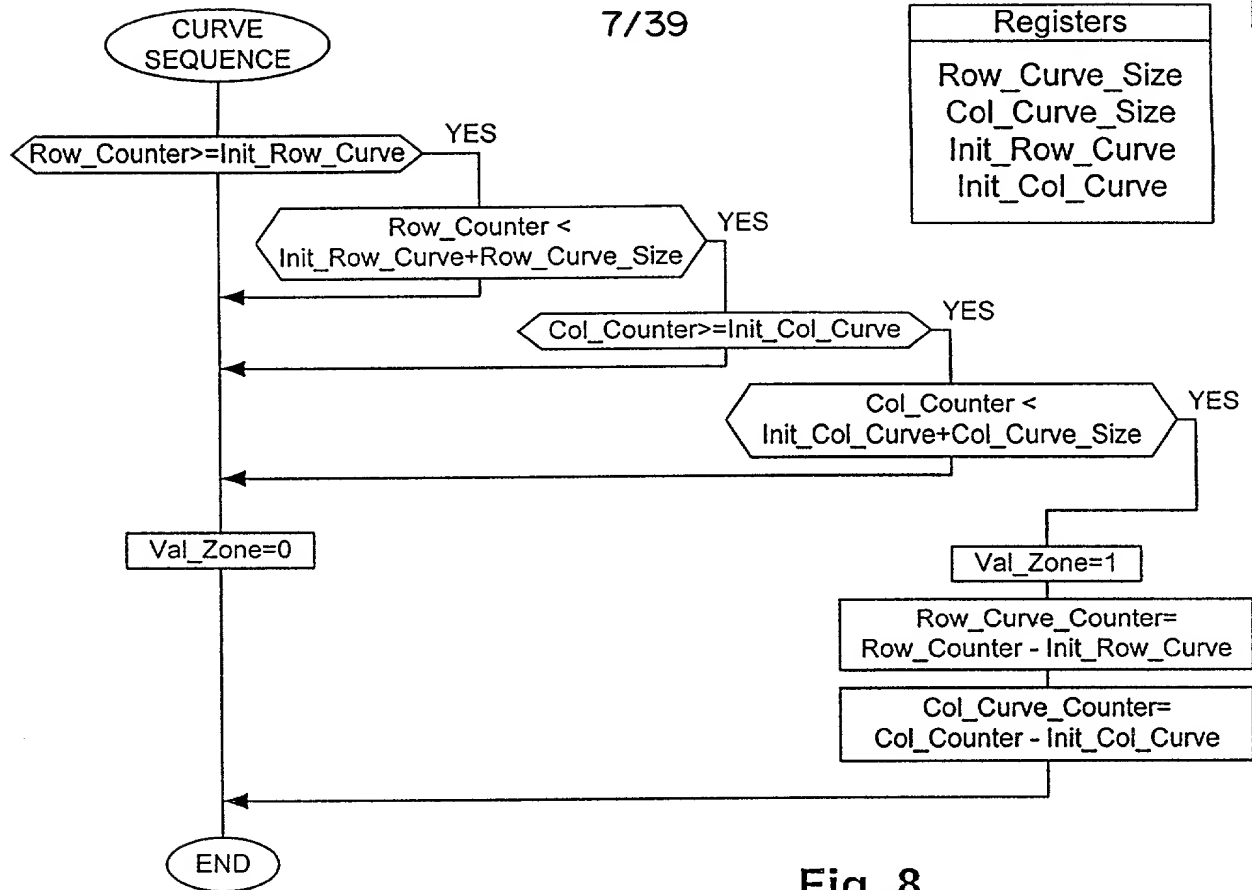 7/39
CURVE
SEQUENCE
Registers
Row_Curve_Size
Col_Curve_Size
Init_Row_Curve
Init_Col_Curve
YES
Row_Counter>=Init_Row_Curve
YES
Row_Counter <
Init_Row_Curve+Row_Curve_Size
YES
Col_Counter>=Init_Col_Curve
YES
Col_Counter <
Init_Col_Curve+Col_Curve_Size
Val_Zone=0
Val_Zone=1
Row_Curve_Counter=
Row_Counter - Init_Row_Curve
Col_Curve_Counter=
Col_Counter - Init_Col_Curve
END
Fig. 8